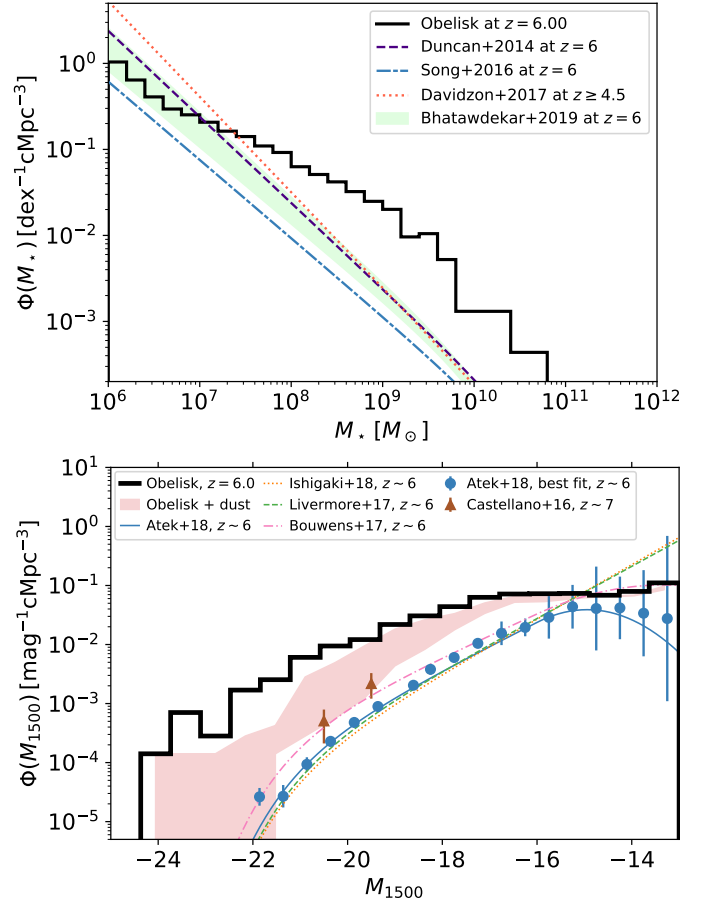 Φ(M⋆) [dex⁻¹cMpc⁻³]
10⁰
10⁻¹
10⁻²
10⁻³
Obelisk at z = 6.00
Duncan+2014 at z = 6
Song+2016 at z = 6
Davidzon+2017 at z ≥ 4.5
Bhatawdekar+2019 at z = 6
10⁶ 10⁷ 10⁸ 10⁹ 10¹⁰ 10¹¹ 10¹²
M⋆ [M⊙]
Φ(M₁₅₀₀) [mag⁻¹cMpc⁻³]
10¹
10⁰
10⁻¹
10⁻²
10⁻³
10⁻⁴
10⁻⁵
Obelisk, z = 6.0
Obelisk + dust
Atek+18, z ~ 6
Ishigaki+18, z ~ 6
Livermore+17, z ~ 6
Bouwens+17, z ~ 6
Atek+18, best fit, z ~ 6
Castellano+16, z ~ 7
−24 −22 −20 −18 −16 −14
M₁₅₀₀